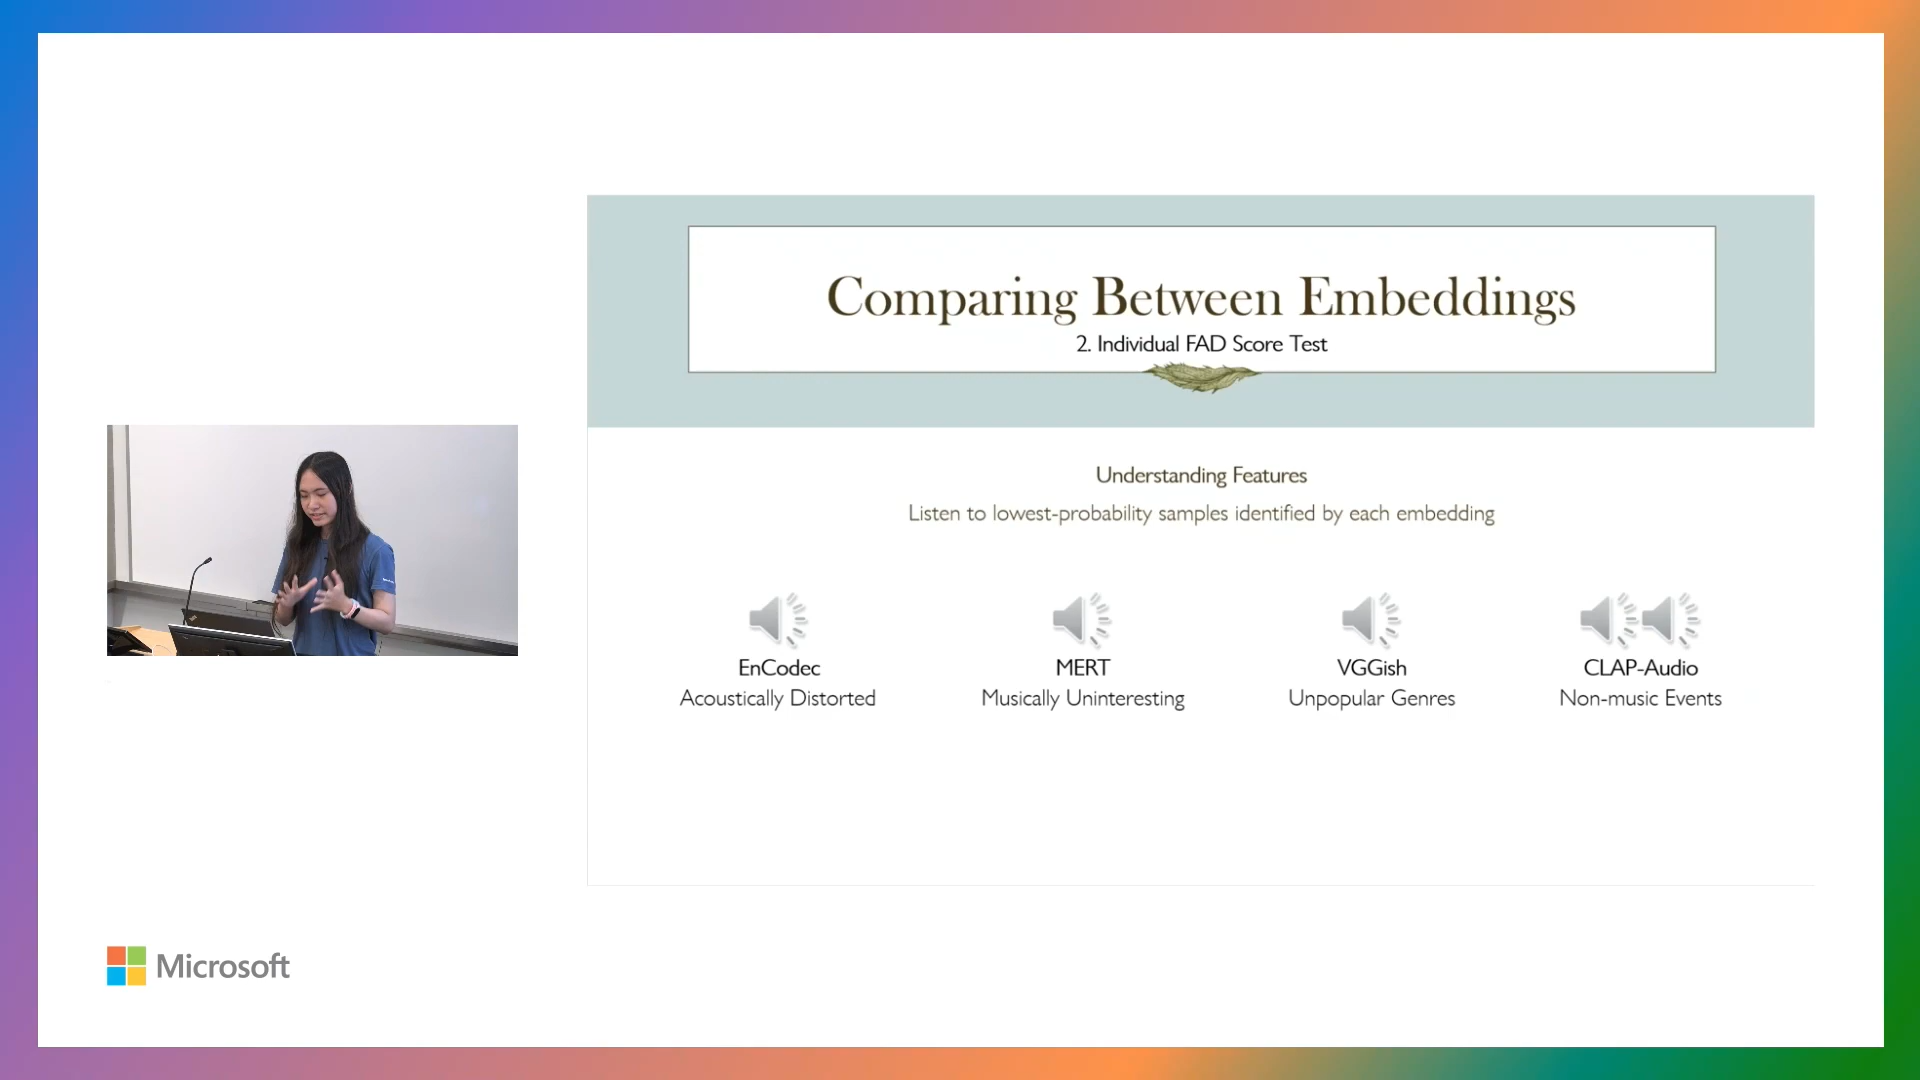 Comparing Between Embeddings
2. Individual FAD Score Test
Understanding Features
Listen to lowest-probability samples identified by each embedding
EnCodec
Acoustically Distorted
MERT
Musically Uninteresting
VGGish
Unpopular Genres
CLAP-Audio
Non-music Events
Microsoft